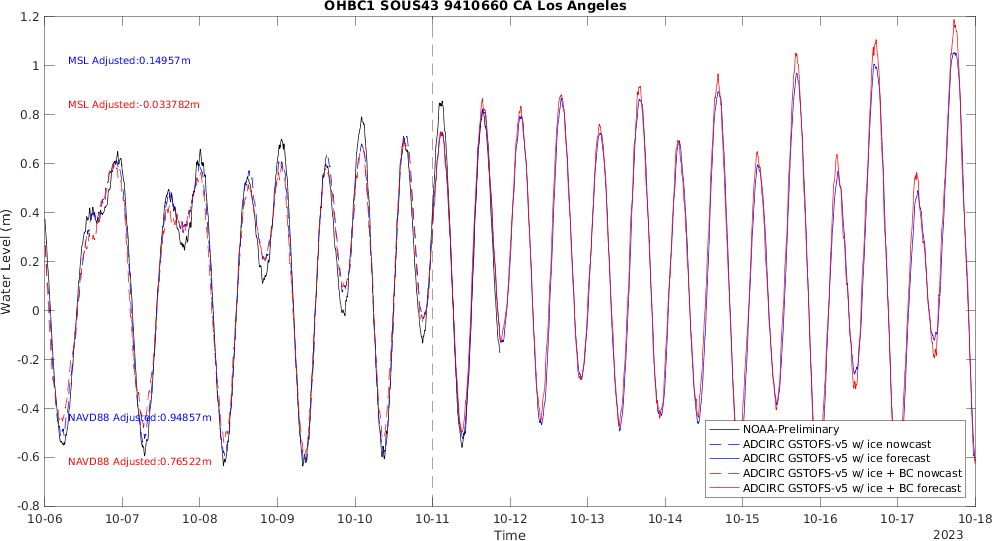 OHBC1 SOUS43 9410660 CA Los Angeles
1.2
1
0.8
0.6
0.4
0.2
0
-0.2
-0.4
-0.6
-0.8
Water Level (m)
MSL Adjusted:0.14957m
MSL Adjusted:-0.033782m
NAVD88 Adjusted:0.94857m
NAVD88 Adjusted:0.76522m
NOAA-Preliminary
ADCIRC GSTOFS-v5 w/ ice nowcast
ADCIRC GSTOFS-v5 w/ ice forecast
ADCIRC GSTOFS-v5 w/ ice + BC nowcast
ADCIRC GSTOFS-v5 w/ ice + BC forecast
10-06 10-07 10-08 10-09 10-10 10-11 10-12 10-13 10-14 10-15 10-16 10-17 10-18
Time
2023